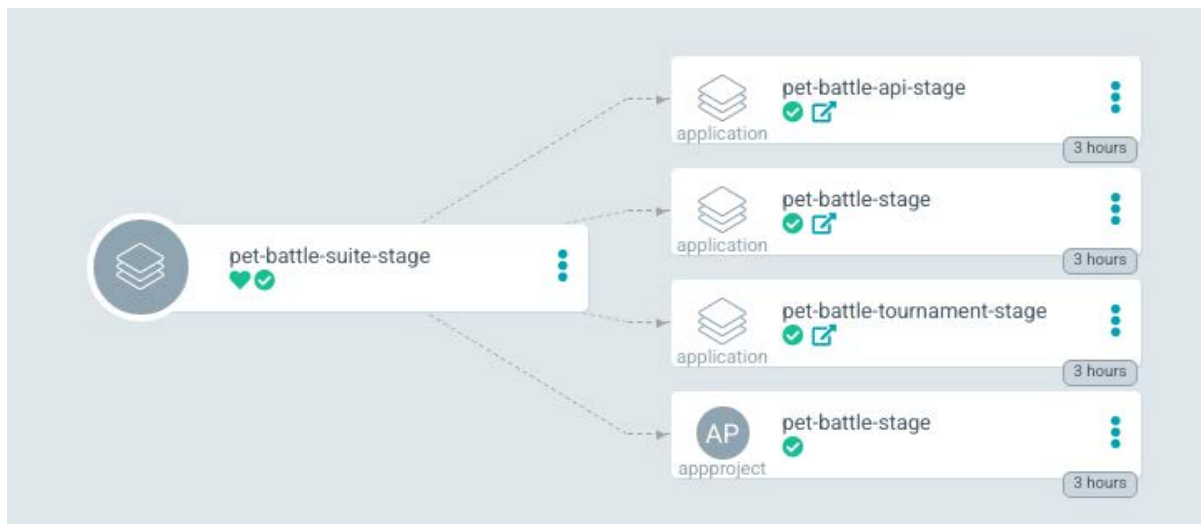 pet-battle-api-stage
application
3 hours
pet-battle-stage
application
3 hours
pet-battle-suite-stage
pet-battle-tournament-stage
application
3 hours
AP
pet-battle-stage
appproject
3 hours